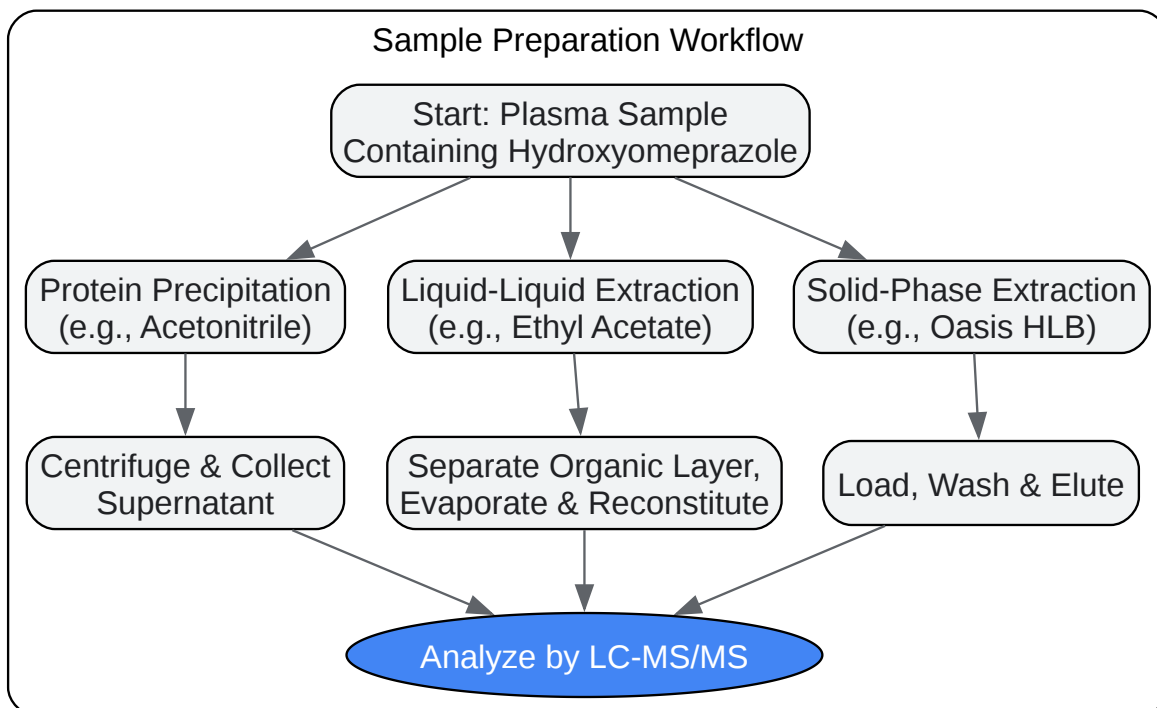 Sample Preparation Workflow
Start: Plasma Sample
Containing Hydroxyomeprazole
Protein Precipitation
(e.g., Acetonitrile)
Liquid-Liquid Extraction
(e.g., Ethyl Acetate)
Solid-Phase Extraction
(e.g., Oasis HLB)
Centrifuge & Collect
Supernatant
Separate Organic Layer,
Evaporate & Reconstitute
Load, Wash & Elute
Analyze by LC-MS/MS